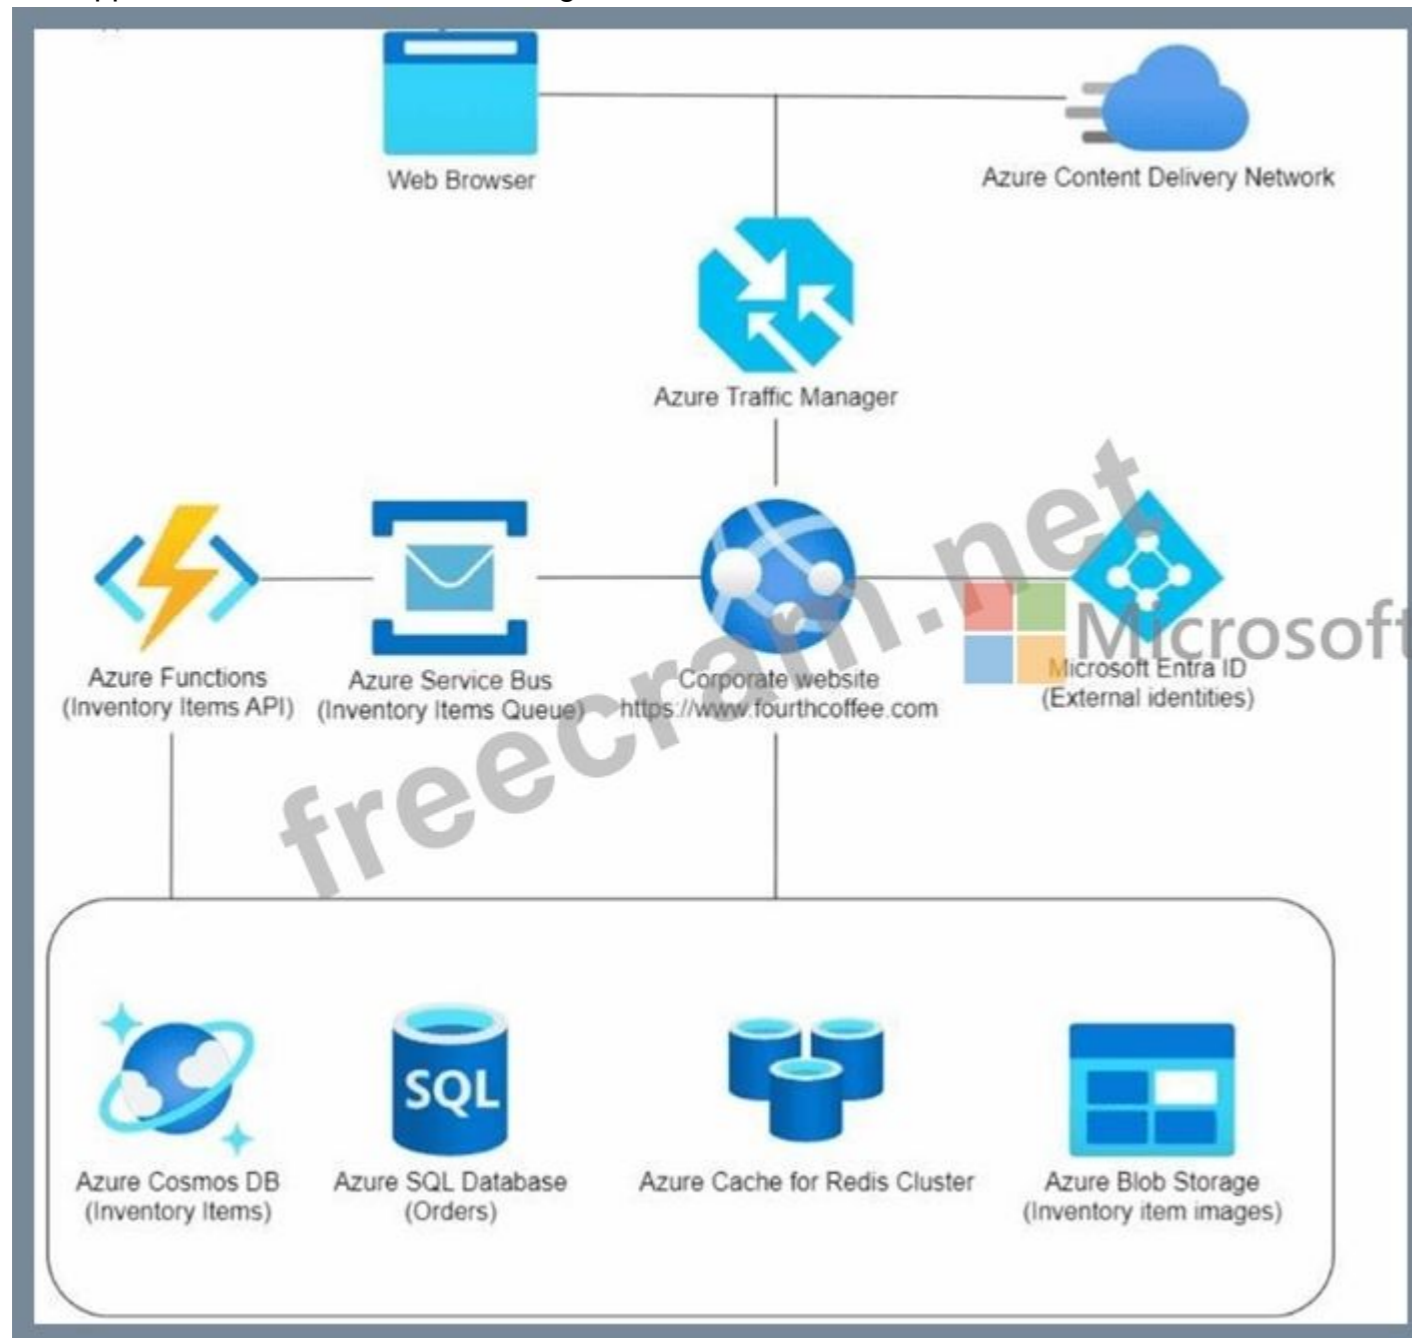 Web Browser
Azure Content Delivery Network
Azure Traffic Manager
Azure Functions
(Inventory Items API)
Azure Service Bus
(Inventory Items Queue)
Corporate website
https://www.fourthcoffee.com
Microsoft Entra ID
(External identities)
Microsoft
freecram.net
SQL
Azure Cosmos DB
(Inventory Items)
Azure SQL Database
(Orders)
Azure Cache for Redis Cluster
Azure Blob Storage
(Inventory item images)